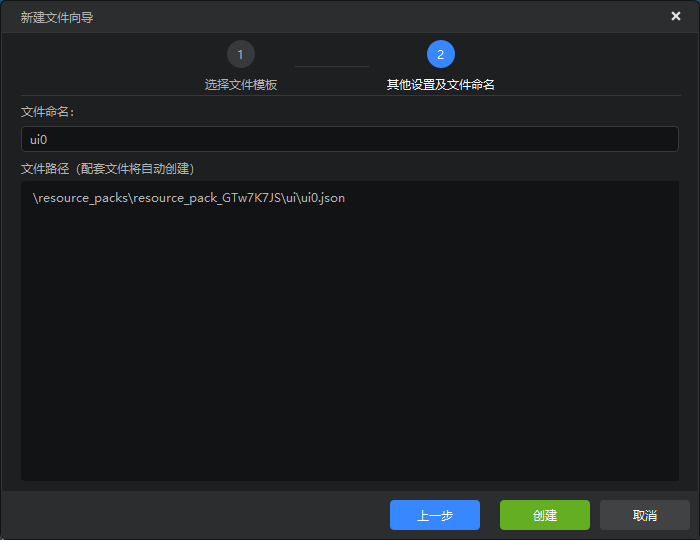 新建文件向导
1
2
选择文件模板
其他设置及文件命名
文件命名：
ui0
文件路径（配套文件将自动创建）
\resource_packs\resource_pack_GTw7K7JS\ui\ui0.json
上一步
创建
取消